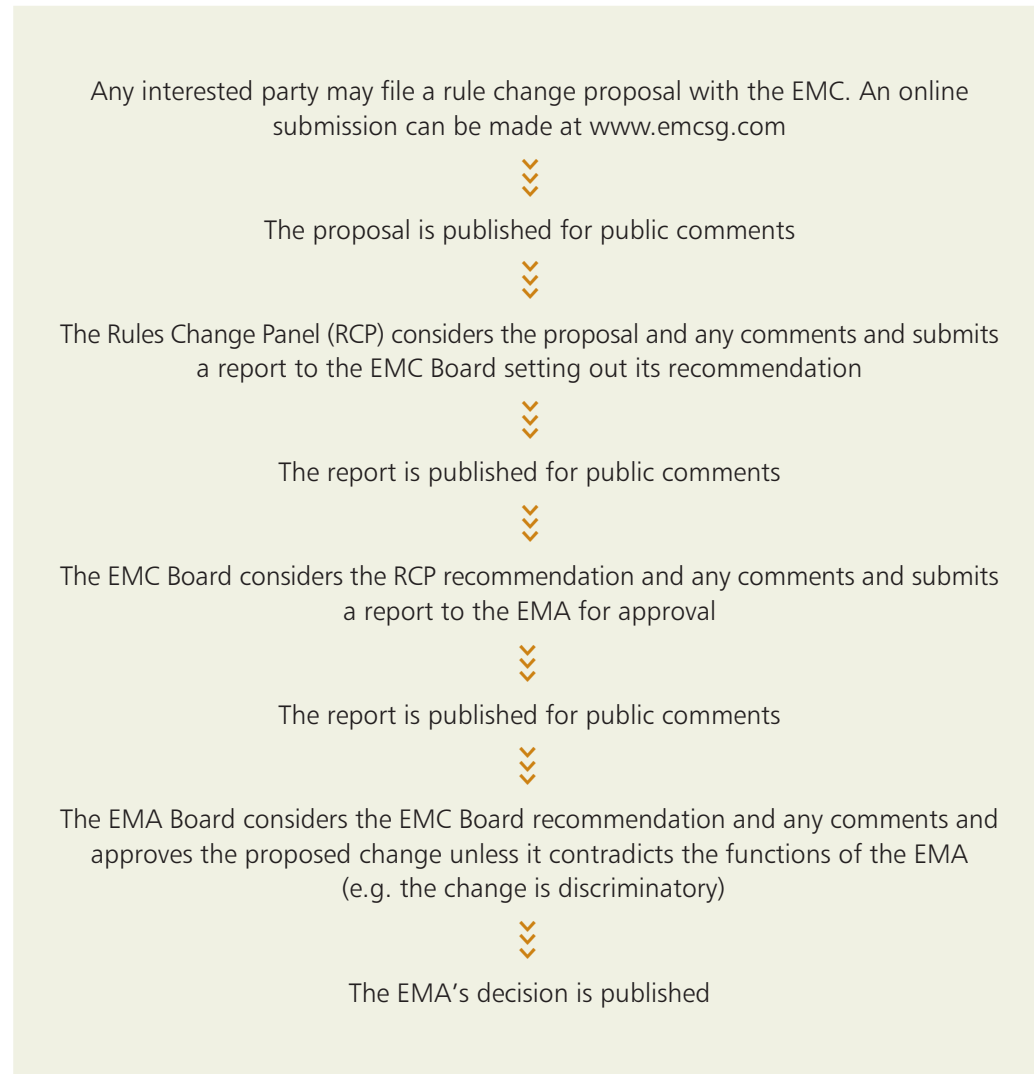 Any interested party may file a rule change proposal with the EMC. An online
submission can be made at www.emcsg.com
The proposal is published for public comments
The Rules Change Panel (RCP) considers the proposal and any comments and submits
a report to the EMC Board setting out its recommendation
The report is published for public comments
The EMC Board considers the RCP recommendation and any comments and submits
a report to the EMA for approval
The report is published for public comments
The EMA Board considers the EMC Board recommendation and any comments and
approves the proposed change unless it contradicts the functions of the EMA
(e.g. the change is discriminatory)
The EMA’s decision is published